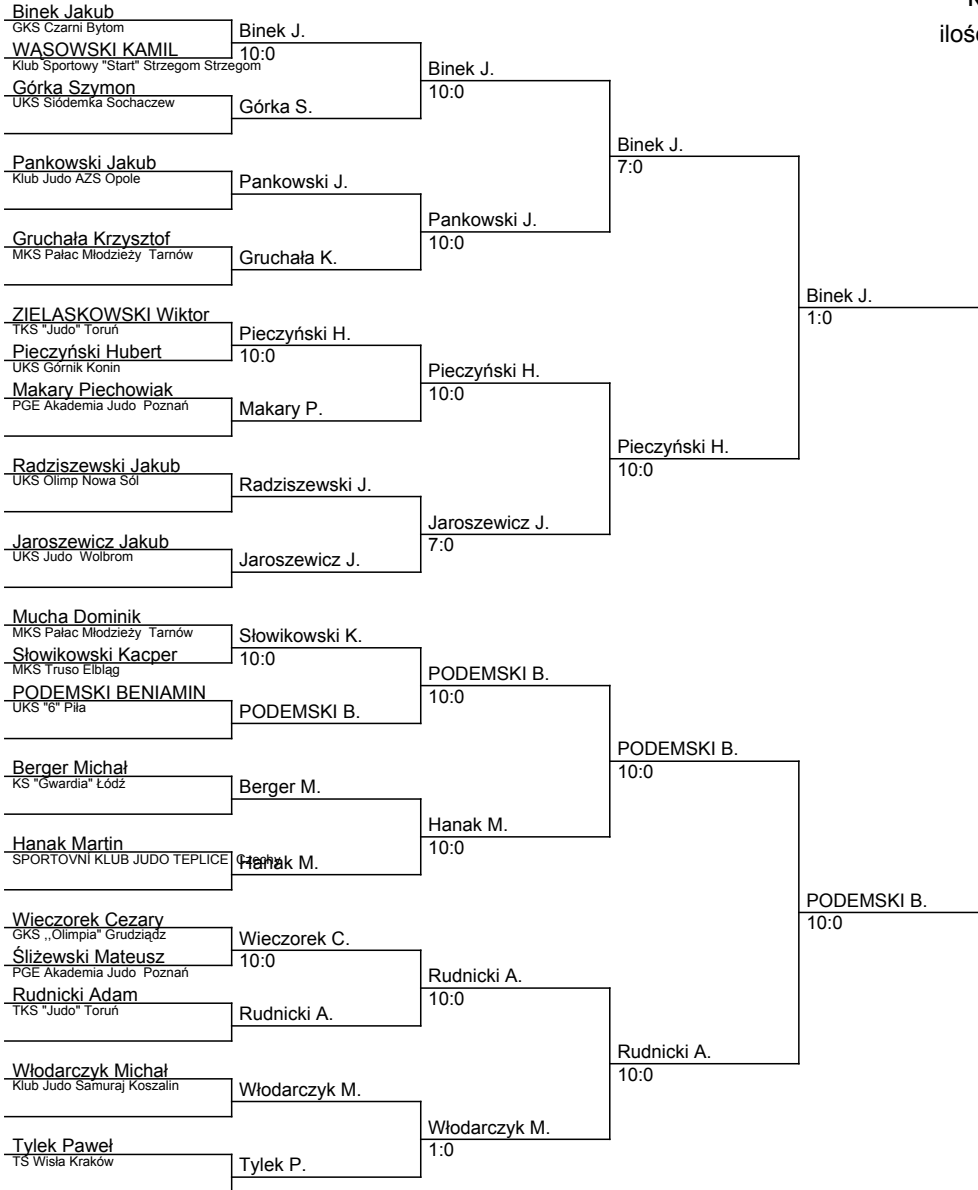 Binek Jakub
GKS Czarni Bytom
WĄSOWSKI KAMIL
Klub Sportowy "Start" Strzegom Strzegom
Górka Szymon
UKS Siódemka Sochaczew
Pankowski Jakub
Klub Judo AZS Opole
Gruchała Krzysztof
MKS Pałac Młodzieży Tarnów
ZIELASKOWSKI Wiktor
TKS "Judo" Toruń
Pieczyński Hubert
UKS Górnik Konin
Makary Piechowiak
PGE Akademia Judo Poznań
Radziszewski Jakub
UKS Olimp Nowa Sól
Jaroszewicz Jakub
UKS Judo Wolbrom
Mucha Dominik
MKS Pałac Młodzieży Tarnów
Słowikowski Kacper
MKS Truso Elbląg
PODEMSKI BENIAMIN
UKS "6" Piła
Berger Michał
KS "Gwardia" Łódź
Hanak Martin
SPORTOVNÍ KLUB JUDO TEPLICE Czechy
Wieczorek Cezary
GKS ,,Olimpia" Grudziądz
Śliżewski Mateusz
PGE Akademia Judo Poznań
Rudnicki Adam
TKS "Judo" Toruń
Włodarczyk Michał
Klub Judo Samuraj Koszalin
Tylek Paweł
TS Wisła Kraków
Binek J.
10:0
Górka S.
Pankowski J.
Gruchała K.
Pieczyński H.
10:0
Makary P.
Radziszewski J.
Jaroszewicz J.
Słowikowski K.
10:0
PODEMSKI B.
Berger M.
Hanak M.
Wieczorek C.
10:0
Rudnicki A.
Włodarczyk M.
Tylek P.
Binek J.
10:0
Pankowski J.
10:0
Pieczyński H.
10:0
Jaroszewicz J.
7:0
PODEMSKI B.
10:0
Hanak M.
10:0
Rudnicki A.
10:0
Włodarczyk M.
1:0
Binek J.
7:0
Pieczyński H.
10:0
PODEMSKI B.
10:0
Rudnicki A.
10:0
Binek J.
1:0
PODEMSKI B.
10:0
iloś